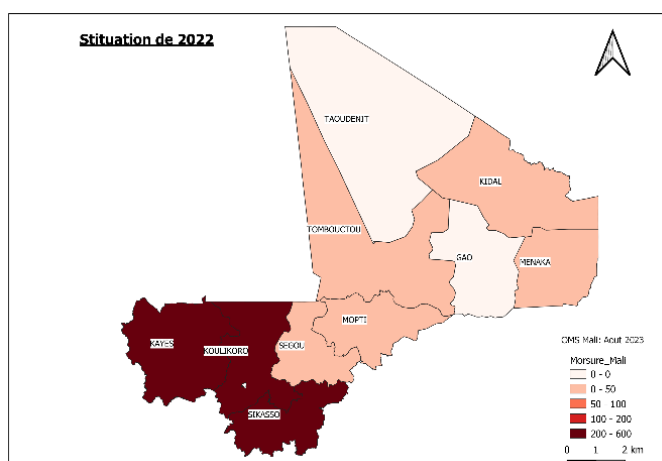 Stituation de 2022
TAOUDENIT
KIDAL
TOMBOUCTOU
GAO
MENAKA
MOPTI
SEGOU
KAYES
KOULIKORO
SIKASSO
OMS Mali: Aout 2023
Morsure_Mali
0 - 0
0 - 50
50 - 100
100 - 200
200 - 600
0 1 2 km